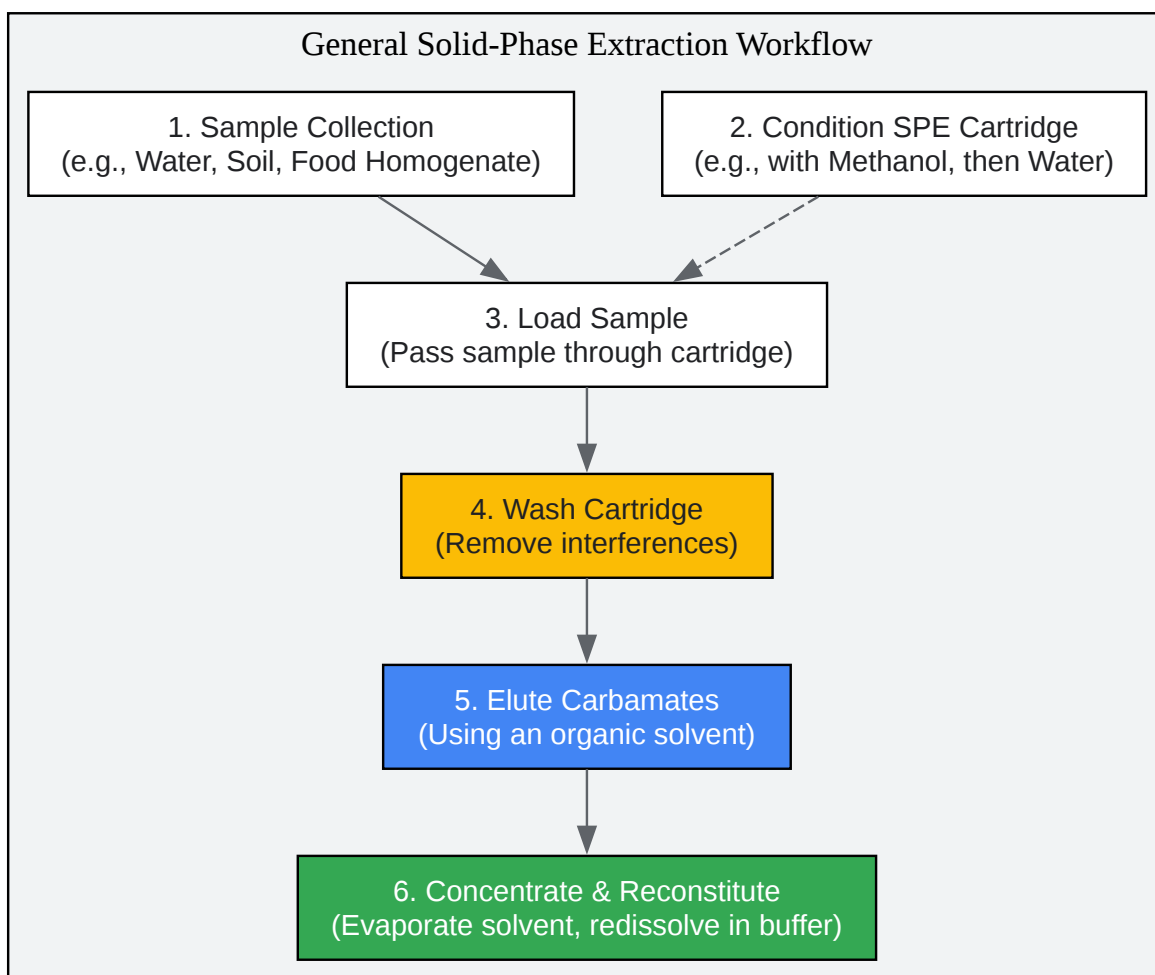 General Solid-Phase Extraction Workflow
1. Sample Collection
(e.g., Water, Soil, Food Homogenate)
2. Condition SPE Cartridge
(e.g., with Methanol, then Water)
3. Load Sample
(Pass sample through cartridge)
4. Wash Cartridge
(Remove interferences)
5. Elute Carbamates
(Using an organic solvent)
6. Concentrate & Reconstitute
(Evaporate solvent, redissolve in buffer)